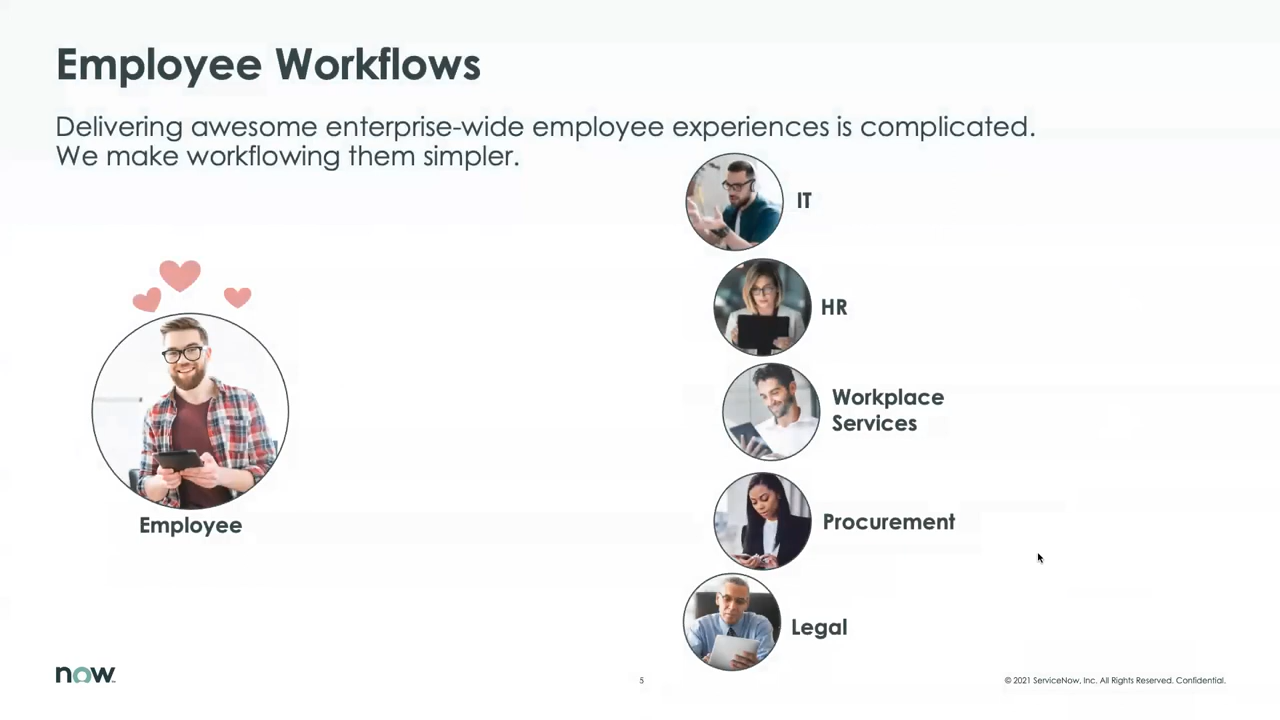 Employee Workflows
Delivering awesome enterprise-wide employee experiences is complicated.
We make workflowing them simpler.
IT
HR
Workplace
Services
Employee
Procurement
Legal
now
5
© 2021 ServiceNow, Inc. All Rights Reserved. Confidential.